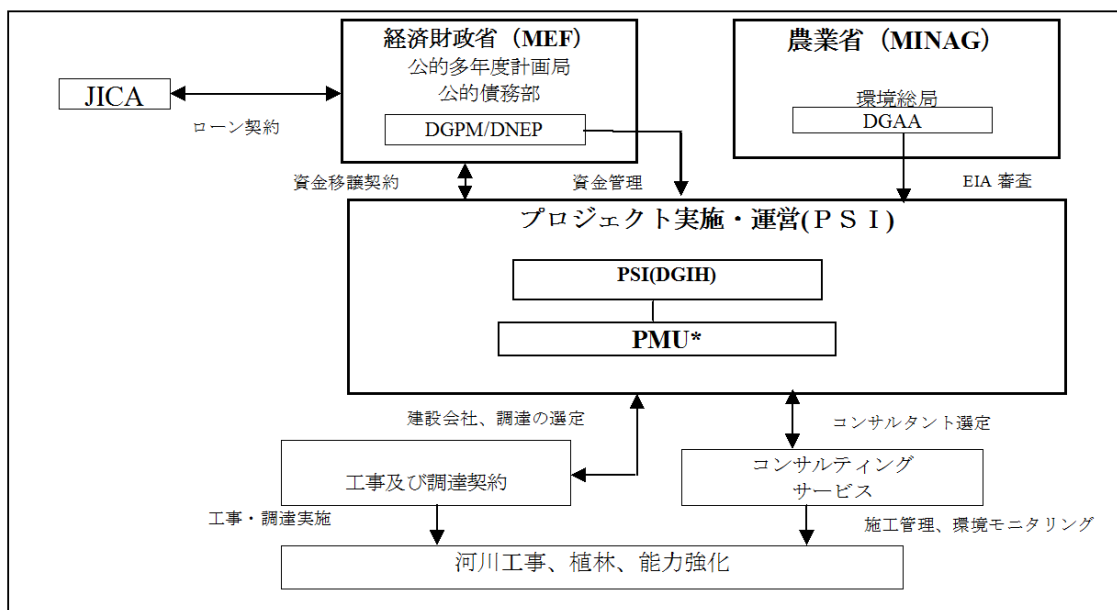 経済財政省（MEF）
公的多年度計画局
公的債務部
DGPM/DNEP
農業省（MINAG）
環境総局
DGAA
JICA
ローン契約
資金移譲契約
資金管理
EIA 審査
プロジェクト実施・運営(ＰＳＩ)
PSI(DGIH)
PMU*
建設会社、調達の選定
コンサルタント選定
工事及び調達契約
コンサルティング
サービス
工事・調達実施
施工管理、環境モニタリング
河川工事、植林、能力強化